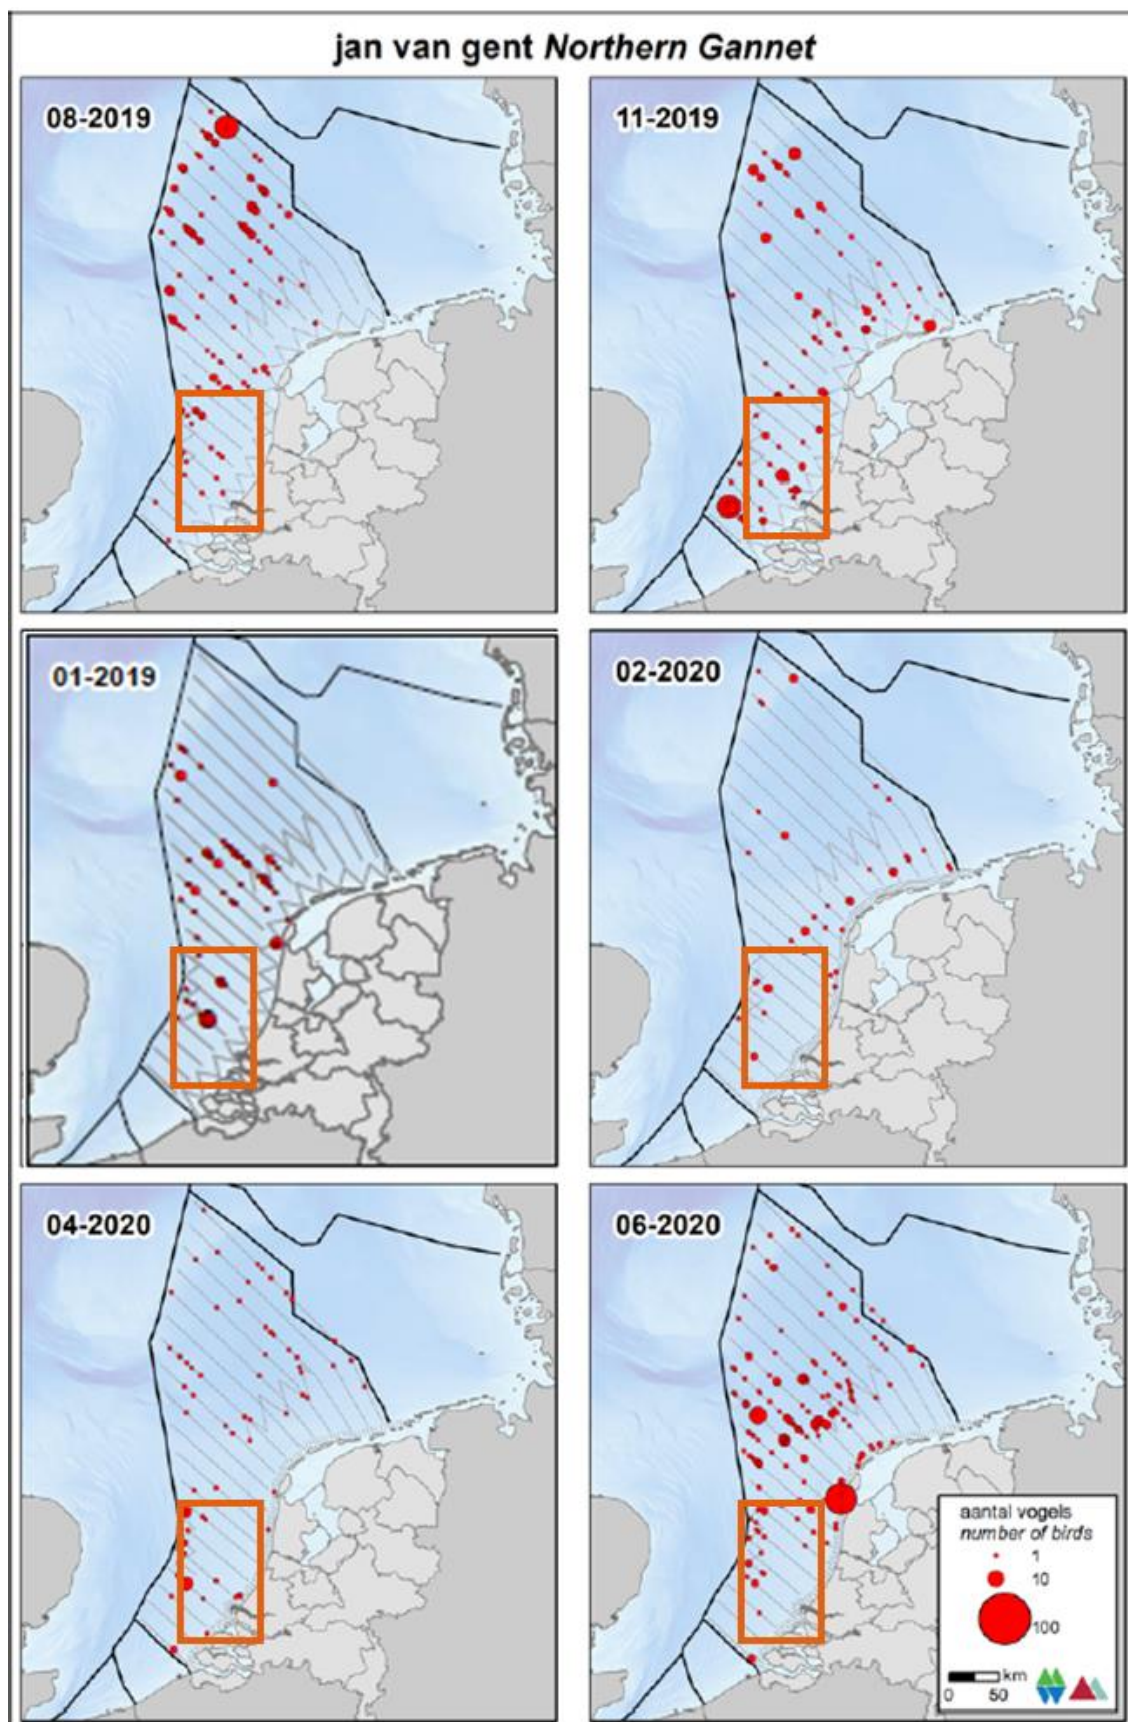 jan van gent Northern Gannet
08-2019
11-2019
01-2019
02-2020
04-2020
06-2020
aantal vogels
number of birds
1
10
100
km
0 50